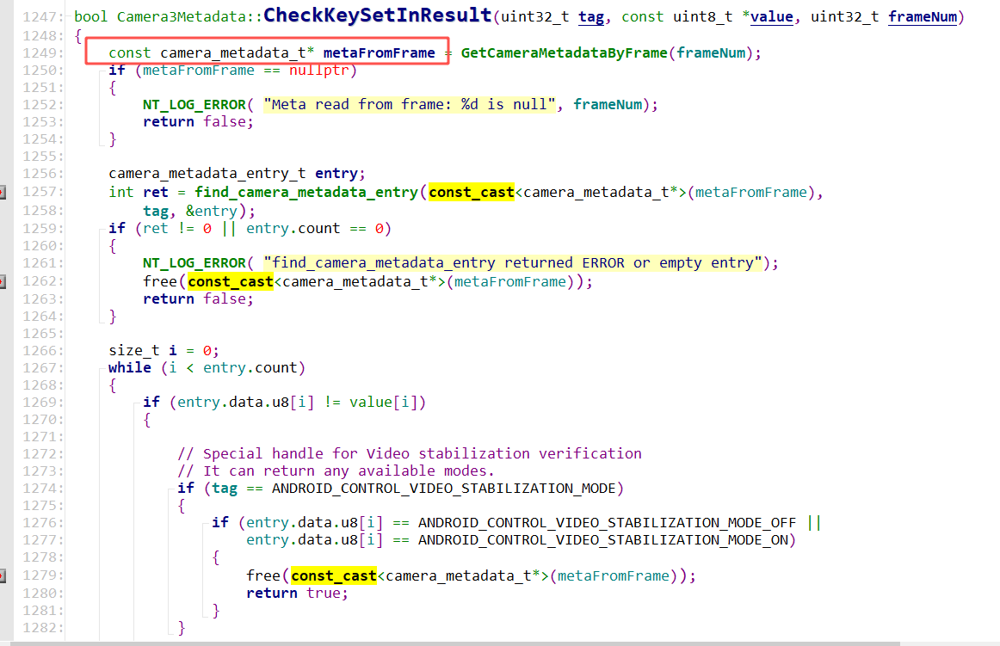 1247: bool Camera3Metadata::CheckKeySetInResult(uint32_t tag, const uint8_t *value, uint32_t frameNum)
1248: {
1249:     const camera_metadata_t* metaFromFrame = GetCameraMetadataByFrame(frameNum);
1250:     if (metaFromFrame == nullptr)
1251:     {
1252:         NT_LOG_ERROR( "Meta read from frame: %d is null", frameNum);
1253:         return false;
1254:     }
1255:
1256:     camera_metadata_entry_t entry;
1257:     int ret = find_camera_metadata_entry(const_cast<camera_metadata_t*>(metaFromFrame),
1258:         tag, &entry);
1259:     if (ret != 0 || entry.count == 0)
1260:     {
1261:         NT_LOG_ERROR( "find_camera_metadata_entry returned ERROR or empty entry");
1262:         free(const_cast<camera_metadata_t*>(metaFromFrame));
1263:         return false;
1264:     }
1265:
1266:     size_t i = 0;
1267:     while (i < entry.count)
1268:     {
1269:         if (entry.data.u8[i] != value[i])
1270:         {
1271:
1272:             // Special handle for Video stabilization verification
1273:             // It can return any available modes.
1274:             if (tag == ANDROID_CONTROL_VIDEO_STABILIZATION_MODE)
1275:             {
1276:                 if (entry.data.u8[i] == ANDROID_CONTROL_VIDEO_STABILIZATION_MODE_OFF ||
1277:                     entry.data.u8[i] == ANDROID_CONTROL_VIDEO_STABILIZATION_MODE_ON)
1278:                 {
1279:                     free(const_cast<camera_metadata_t*>(metaFromFrame));
1280:                     return true;
1281:                 }
1282:             }